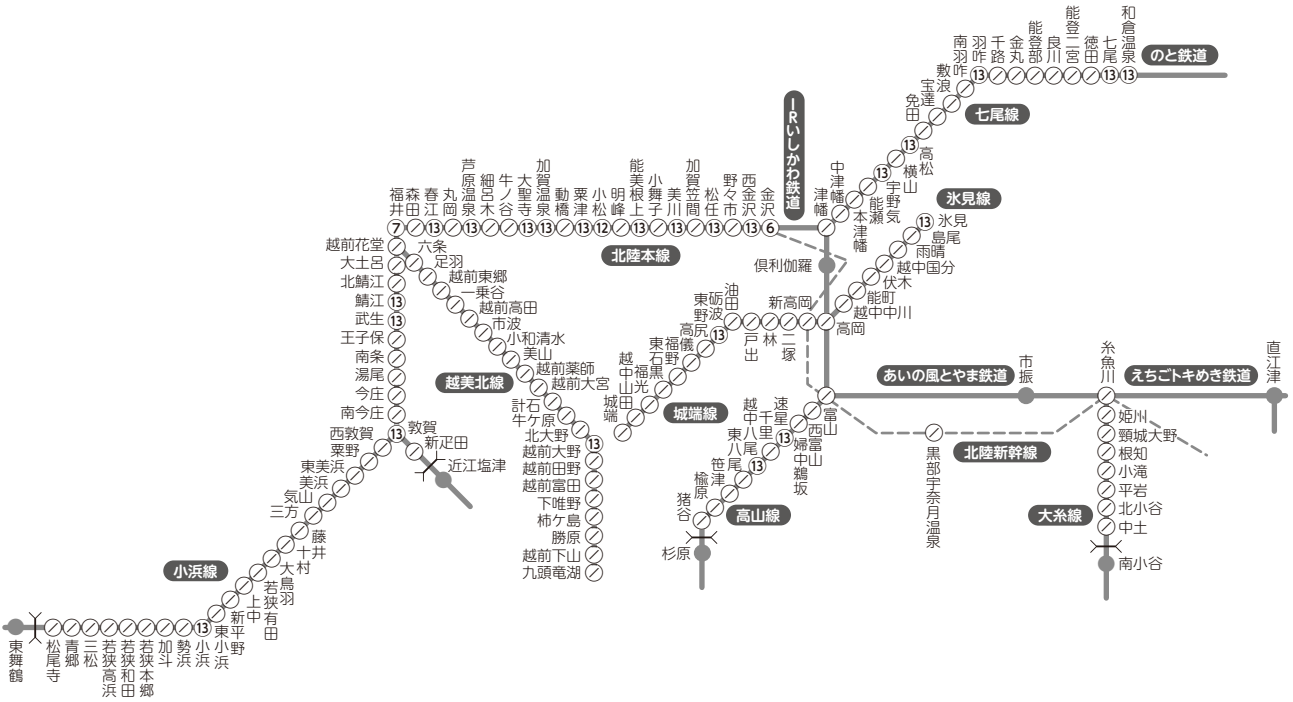 和倉温泉
七尾
徳田
能登二宮
良川
能登部
金丸
千路
羽咋
南羽咋
敷浪
宝達
免田
高松
横山
宇野気
能瀬
本津幡
中津幡
津幡
13
13
13
13
13
のと鉄道
七尾線
IRいしかわ鉄道
氷見線
13
氷見
島尾
雨晴
越中国分
伏木
能町
越中中川
高岡
倶利伽羅
福井
森田
春江
丸岡
芦原温泉
細呂木
牛ノ谷
大聖寺
加賀温泉
動橋
粟津
小松
明峰
能美根上
小舞子
美川
加賀笠間
松任
野々市
西金沢
金沢
7
13
13
13
13
13
12
13
13
13
13
6
北陸本線
越前花堂
大土呂
北鯖江
鯖江
13
武生
13
王子保
南条
湯尾
今庄
南今庄
敦賀
13
新疋田
近江塩津
六条
足羽
越前東郷
一乗谷
越前高田
市波
小和清水
美山
越前薬師
越前大宮
計石
牛ケ原
北大野
越前大野
13
越前田野
越前富田
下唯野
柿ケ島
勝原
越前下山
九頭竜湖
越美北線
新高岡
二塚
林
戸出
油田
砺波
13
東野尻
高儀
福野
東石黒
福光
越中山田
城端
城端線
あいの風とやま鉄道
市振
糸魚川
えちごトキめき鉄道
直江津
富山
西富山
婦中鵜坂
速星
13
千里
越中八尾
13
東八尾
笹津
楡原
猪谷
杉原
高山線
黒部宇奈月温泉
北陸新幹線
姫川
頸城大野
根知
小滝
平岩
北小谷
中土
南小谷
大糸線
西敦賀
粟野
東美浜
美浜
気山
三方
藤井
十村
大鳥羽
若狭有田
上中
新平野
東小浜
小浜
13
勢浜
加斗
若狭本郷
若狭和田
若狭高浜
三松
青郷
松尾寺
東舞鶴
小浜線